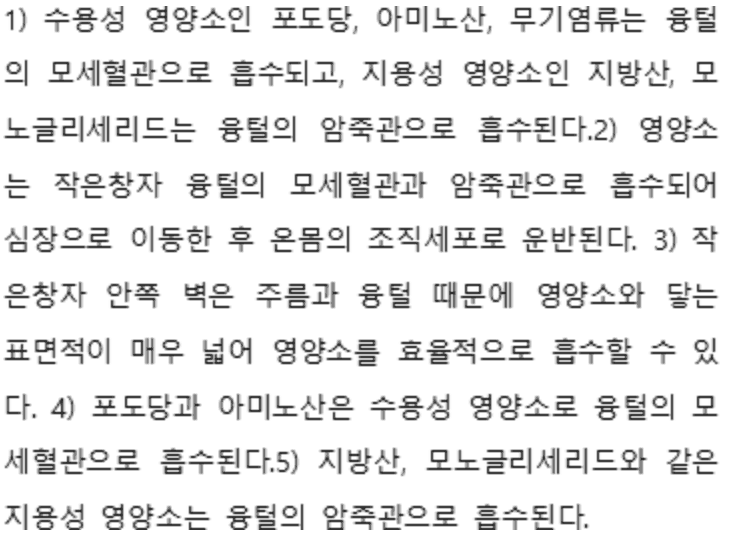 1) 수용성 영양소인 포도당, 아미노산, 무기염류는 융털
의 모세혈관으로 흡수되고, 지용성 영양소인 지방산, 모
노글리세리드는 융털의 암죽관으로 흡수된다.2) 영양소
는 작은창자 융털의 모세혈관과 암죽관으로 흡수되어
심장으로 이동한 후 온몸의 조직세포로 운반된다. 3) 작
은창자 안쪽 벽은 주름과 융털 때문에 영양소와 닿는
표면적이 매우 넓어 영양소를 효율적으로 흡수할 수 있
다. 4) 포도당과 아미노산은 수용성 영양소로 융털의 모
세혈관으로 흡수된다.5) 지방산, 모노글리세리드와 같은
지용성 영양소는 융털의 암죽관으로 흡수된다.